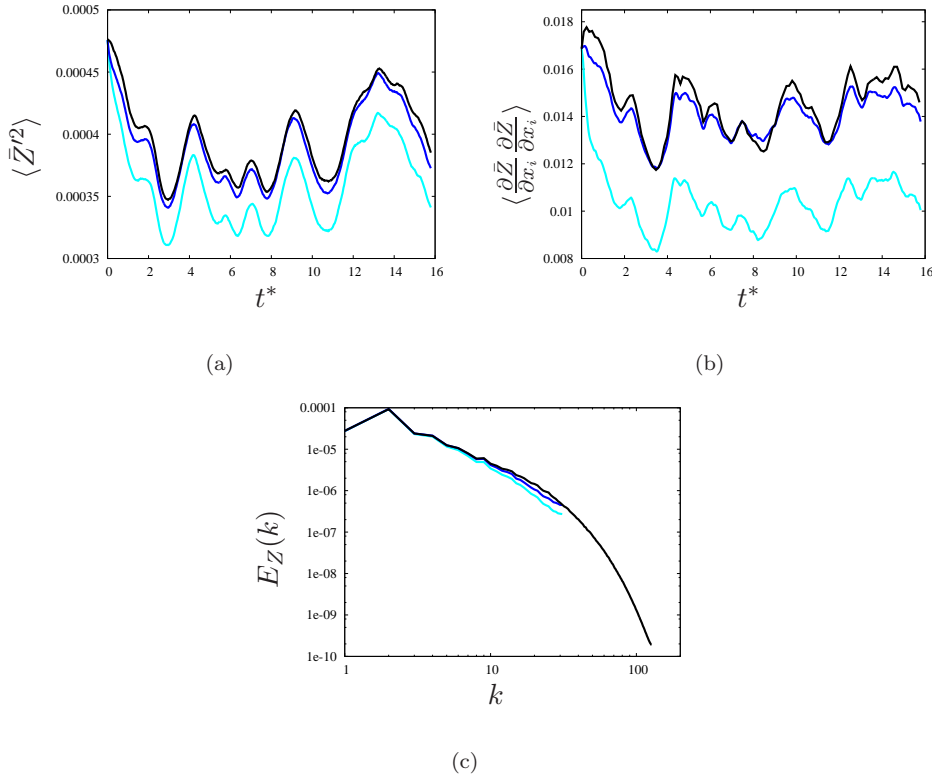 0.0005
0.00045
0.0004
0.00035
0.0003
⟨Z̄′²⟩
0 2 4 6 8 10 12 14 16
t*
(a)
0.018
0.016
0.014
0.012
0.01
0.008
⟨∂Z̄/∂xᵢ ∂Z̄/∂xᵢ⟩
0 2 4 6 8 10 12 14 16
t*
(b)
0.0001
1e-05
1e-06
1e-07
1e-08
1e-09
1e-10
E_Z(k)
1 10 100
k
(c)